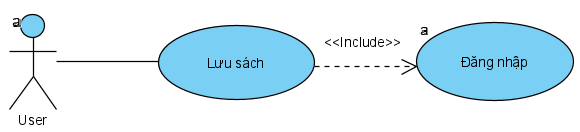 a
User
Lưu sách
<<Include>>
a
Đăng nhập